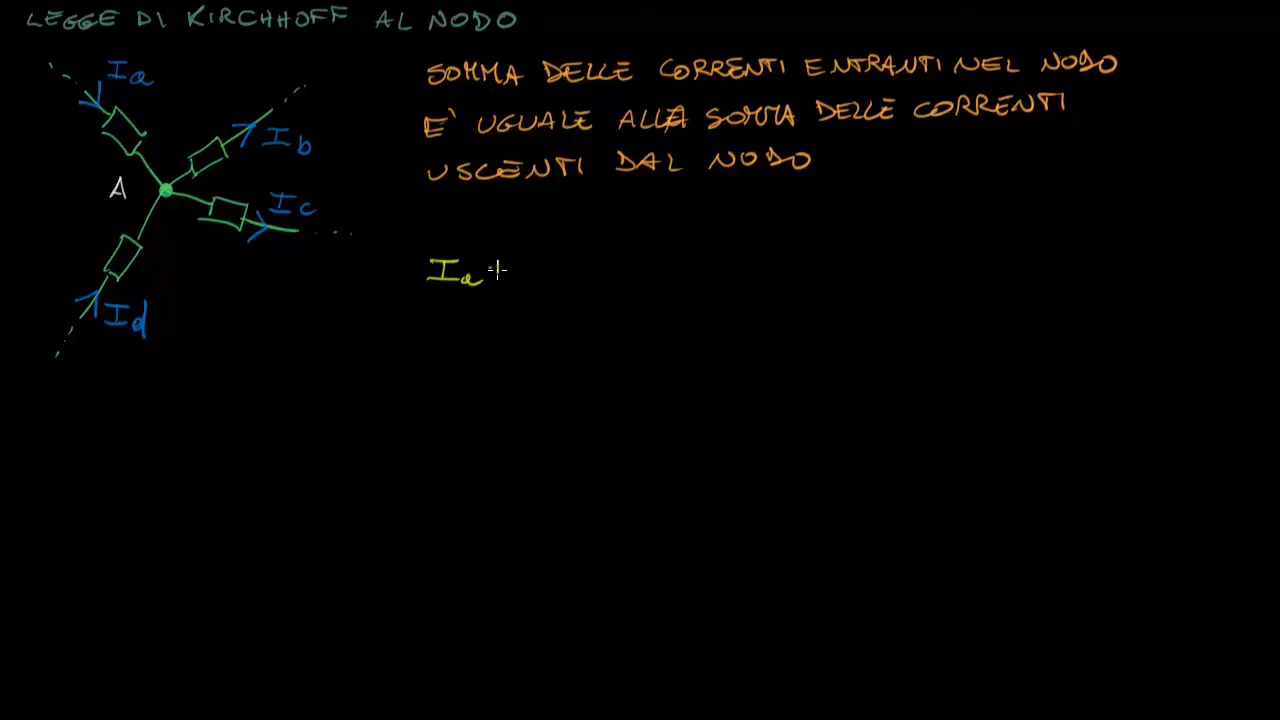 LEGGE DI KIRCHHOFF AL NODO
SOMMA DELLE CORRENTI ENTRANTI NEL NODO
E' UGUALE ALLA SOMMA DELLE CORRENTI
USCENTI DAL NODO
Ia
Ib
A
Ic
Id
Ia +